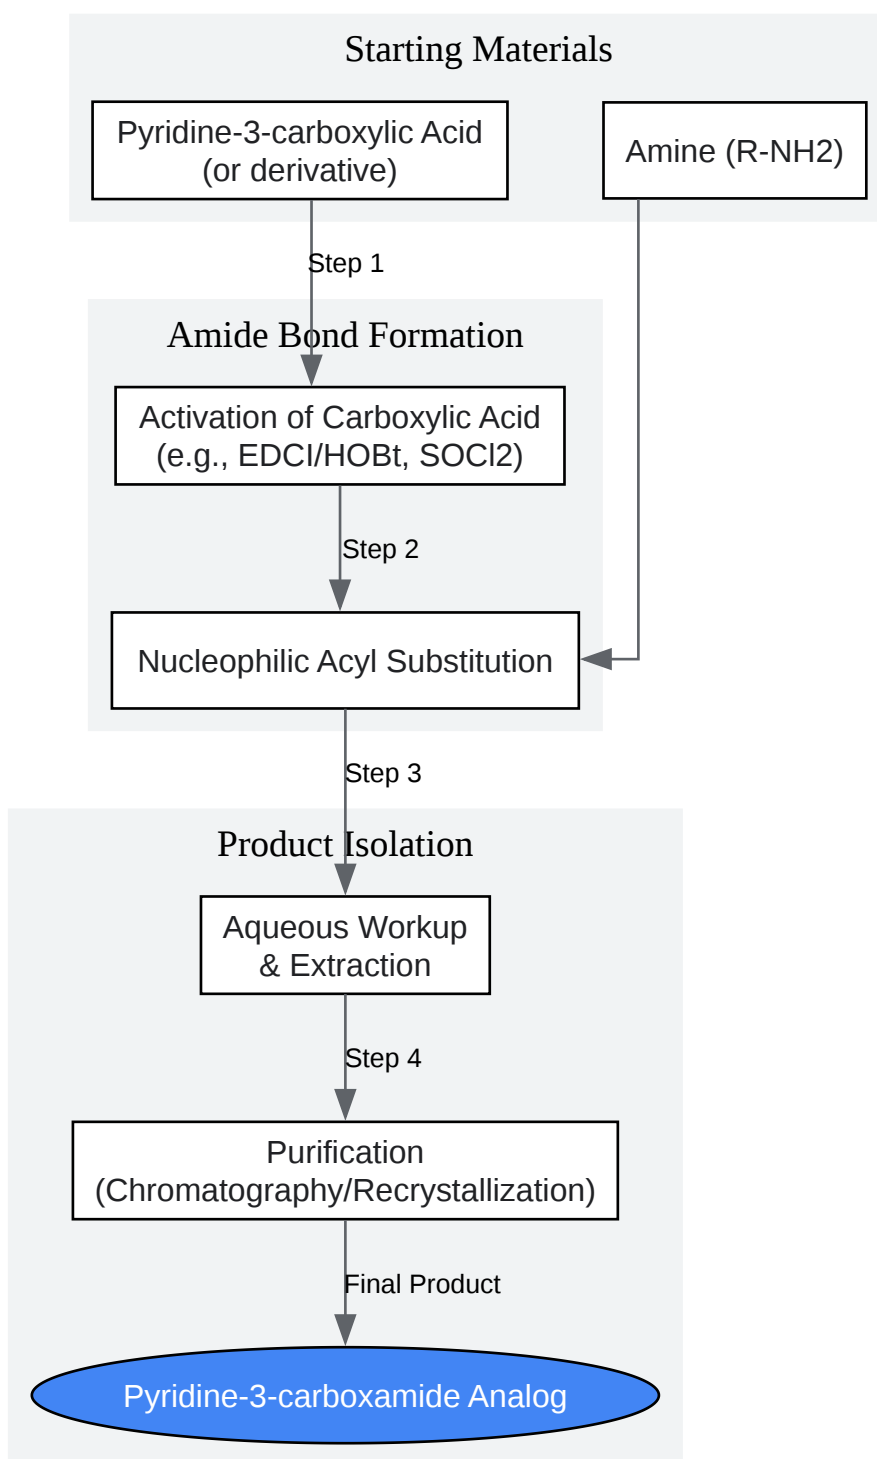 Starting Materials
Pyridine-3-carboxylic Acid
(or derivative)
Amine (R-NH2)
Step 1
Amide Bond Formation
Activation of Carboxylic Acid
(e.g., EDCI/HOBt, SOCl2)
Step 2
Nucleophilic Acyl Substitution
Step 3
Product Isolation
Aqueous Workup
& Extraction
Step 4
Purification
(Chromatography/Recrystallization)
Final Product
Pyridine-3-carboxamide Analog